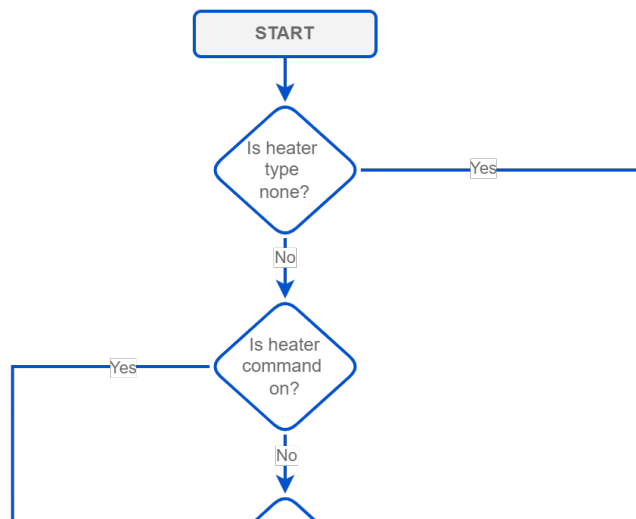 START
Is heater
type
none?
Yes
No
Is heater
command
on?
Yes
No